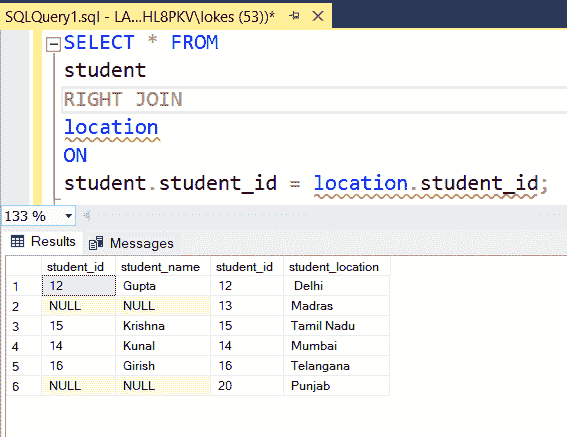 SQLQuery1.sql - LA...HL8PKV\lokes (53))*
SELECT * FROM
student
RIGHT JOIN
location
ON
student.student_id = location.student_id;
133 %
Results Messages
student_id student_name student_id student_location
1 12 Gupta 12 Delhi
2 NULL NULL 13 Madras
3 15 Krishna 15 Tamil Nadu
4 14 Kunal 14 Mumbai
5 16 Girish 16 Telangana
6 NULL NULL 20 Punjab